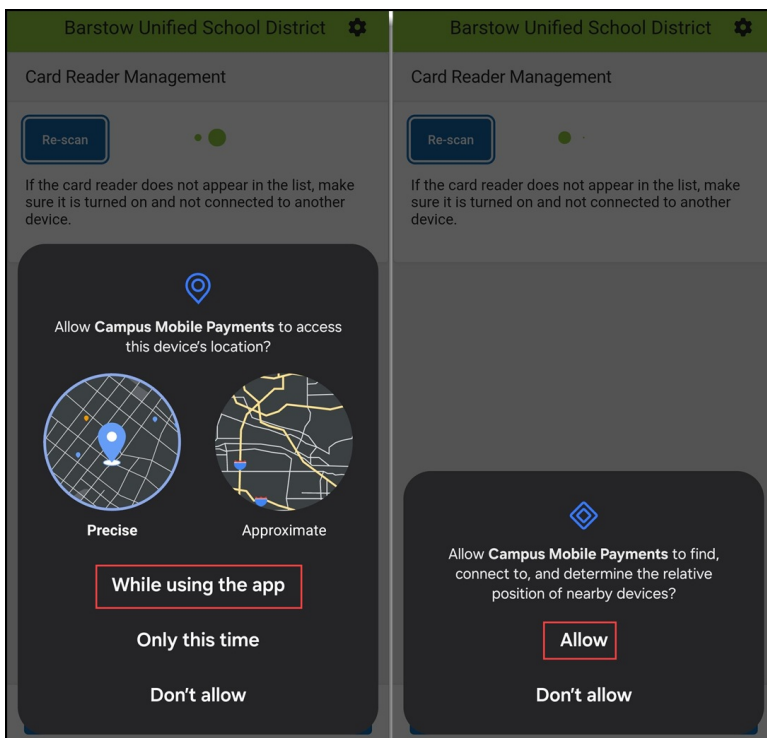 Barstow Unified School District
Card Reader Management
Re-scan
If the card reader does not appear in the list, make
sure it is turned on and not connected to another
device.
Allow Campus Mobile Payments to access
this device's location?
Precise
Approximate
While using the app
Only this time
Don't allow
Barstow Unified School District
Card Reader Management
Re-scan
If the card reader does not appear in the list, make
sure it is turned on and not connected to another
device.
Allow Campus Mobile Payments to find,
connect to, and determine the relative
position of nearby devices?
Allow
Don't allow